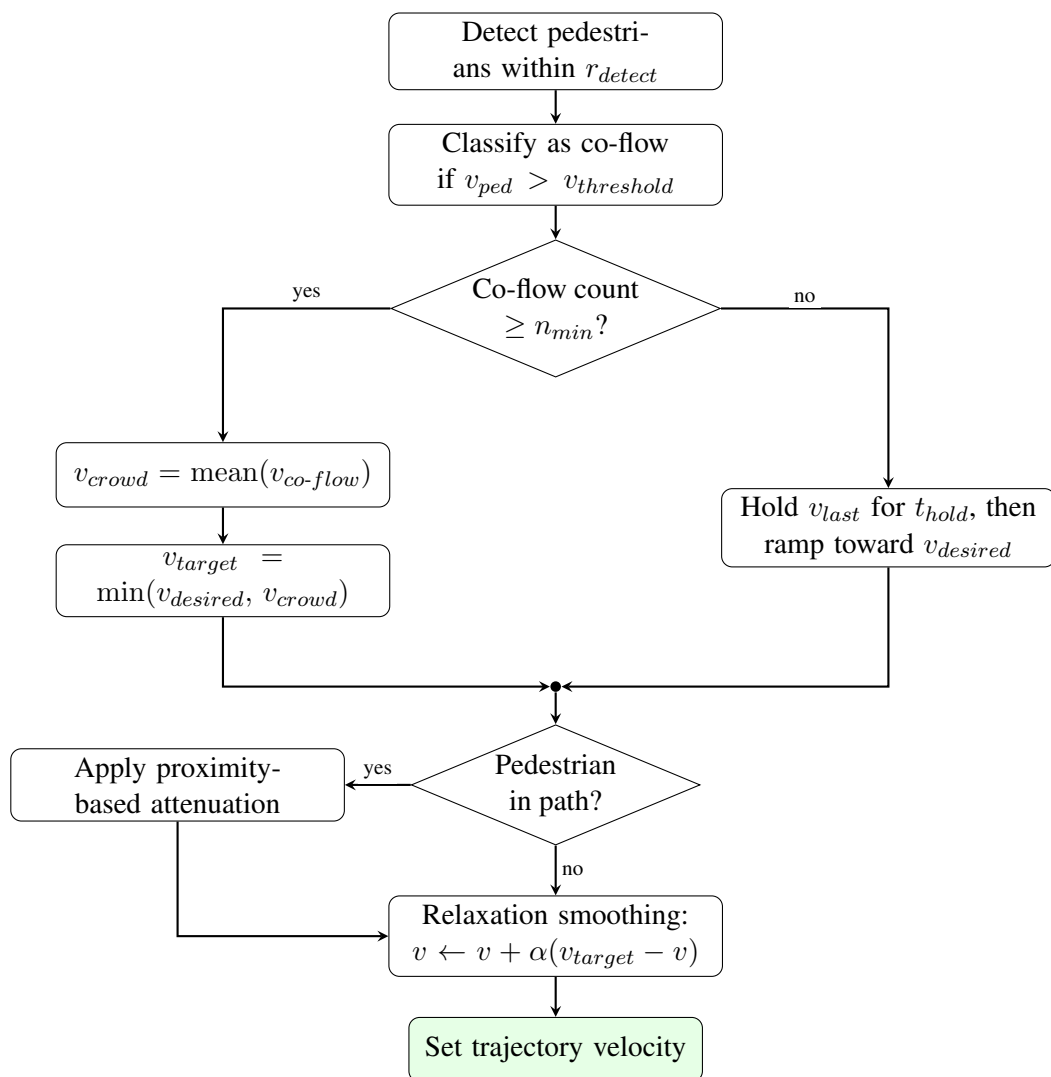 Detect pedestri-
ans within r_detect
Classify as co-flow
if v_ped > v_threshold
Co-flow count
≥ n_min?
yes
no
v_crowd = mean(v_co-flow)
v_target =
min(v_desired, v_crowd)
Hold v_last for t_hold, then
ramp toward v_desired
Pedestrian
in path?
yes
no
Apply proximity-
based attenuation
Relaxation smoothing:
v ← v + α(v_target − v)
Set trajectory velocity